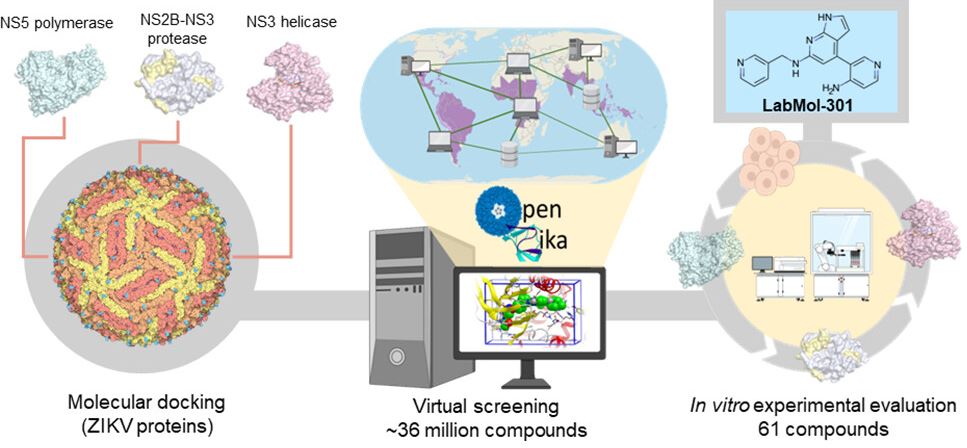 NS5 polymerase
NS2B-NS3
protease
NS3 helicase
HN
N
N
N
H
N
H₂N
LabMol-301
pen
ika
Molecular docking
(ZIKV proteins)
Virtual screening
~36 million compounds
In vitro experimental evaluation
61 compounds